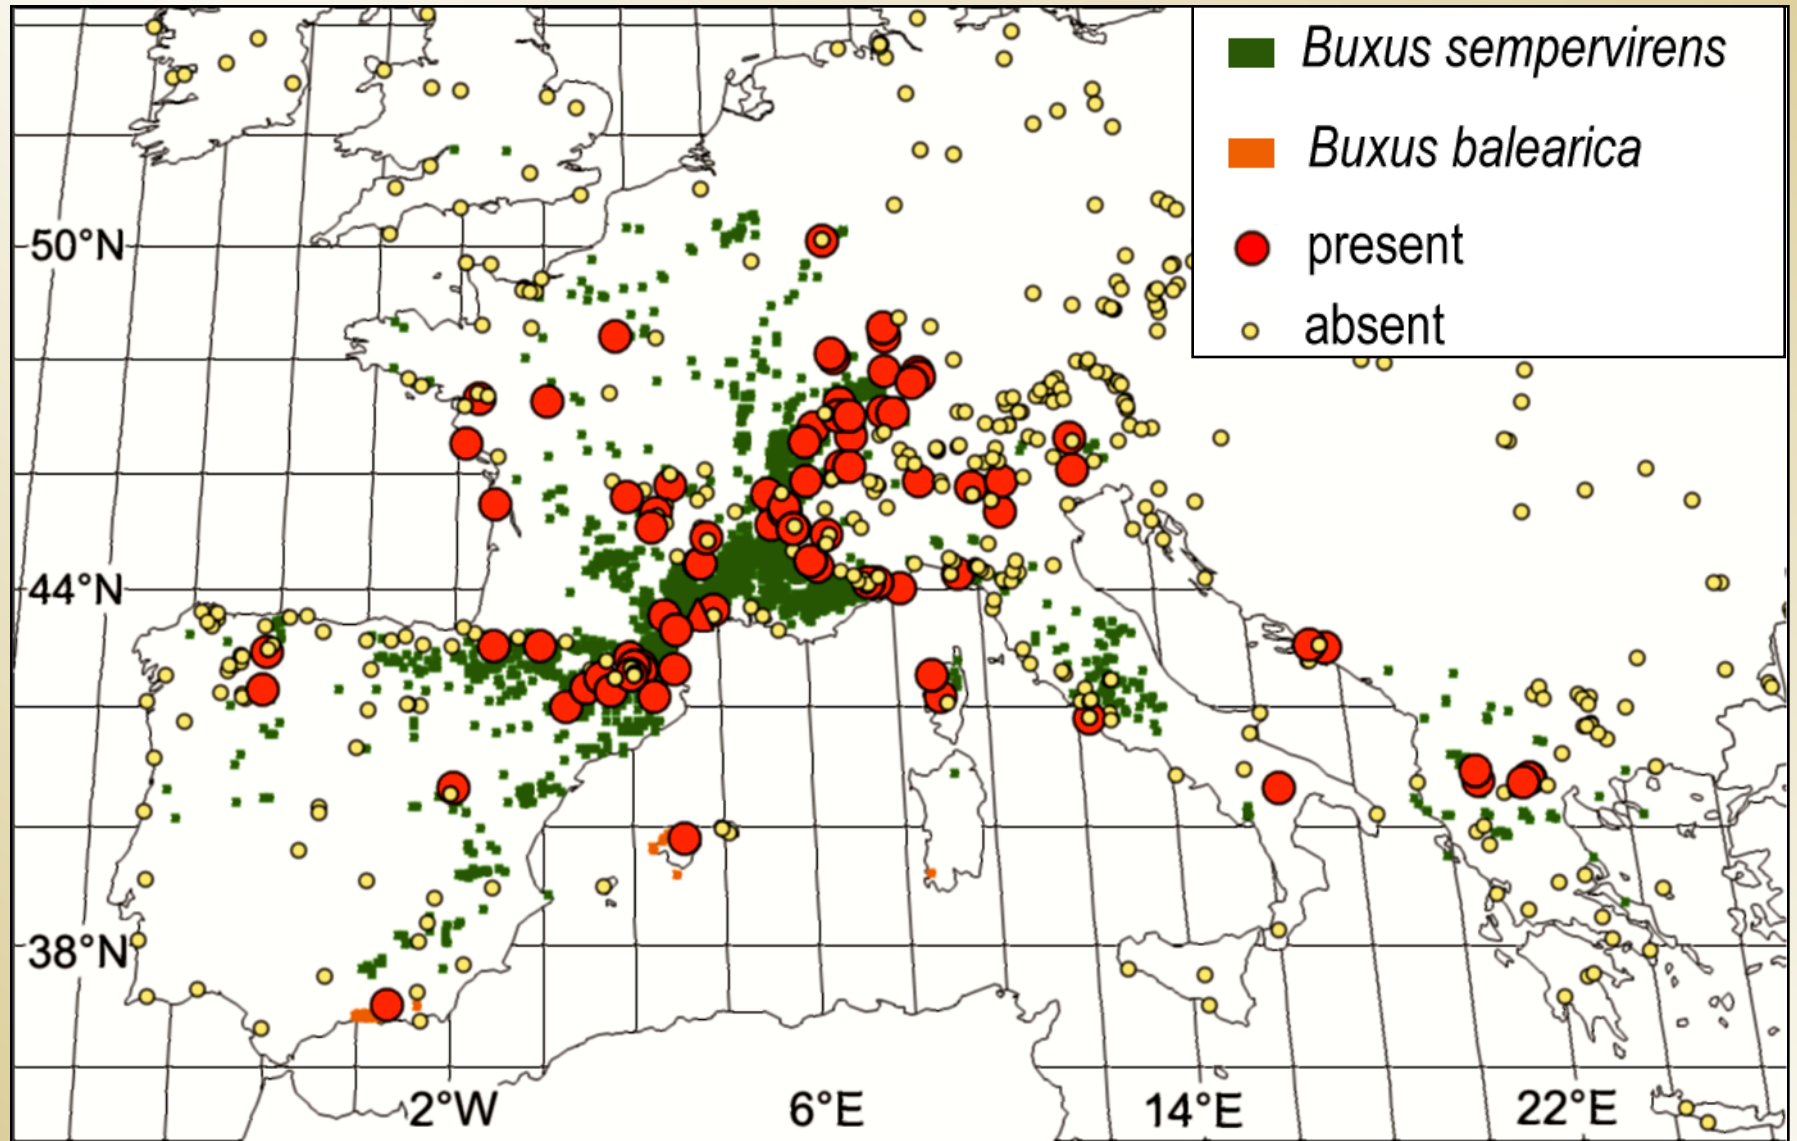 Buxus sempervirens
Buxus balearica
present
absent
50°N
44°N
38°N
2°W 6°E 14°E 22°E